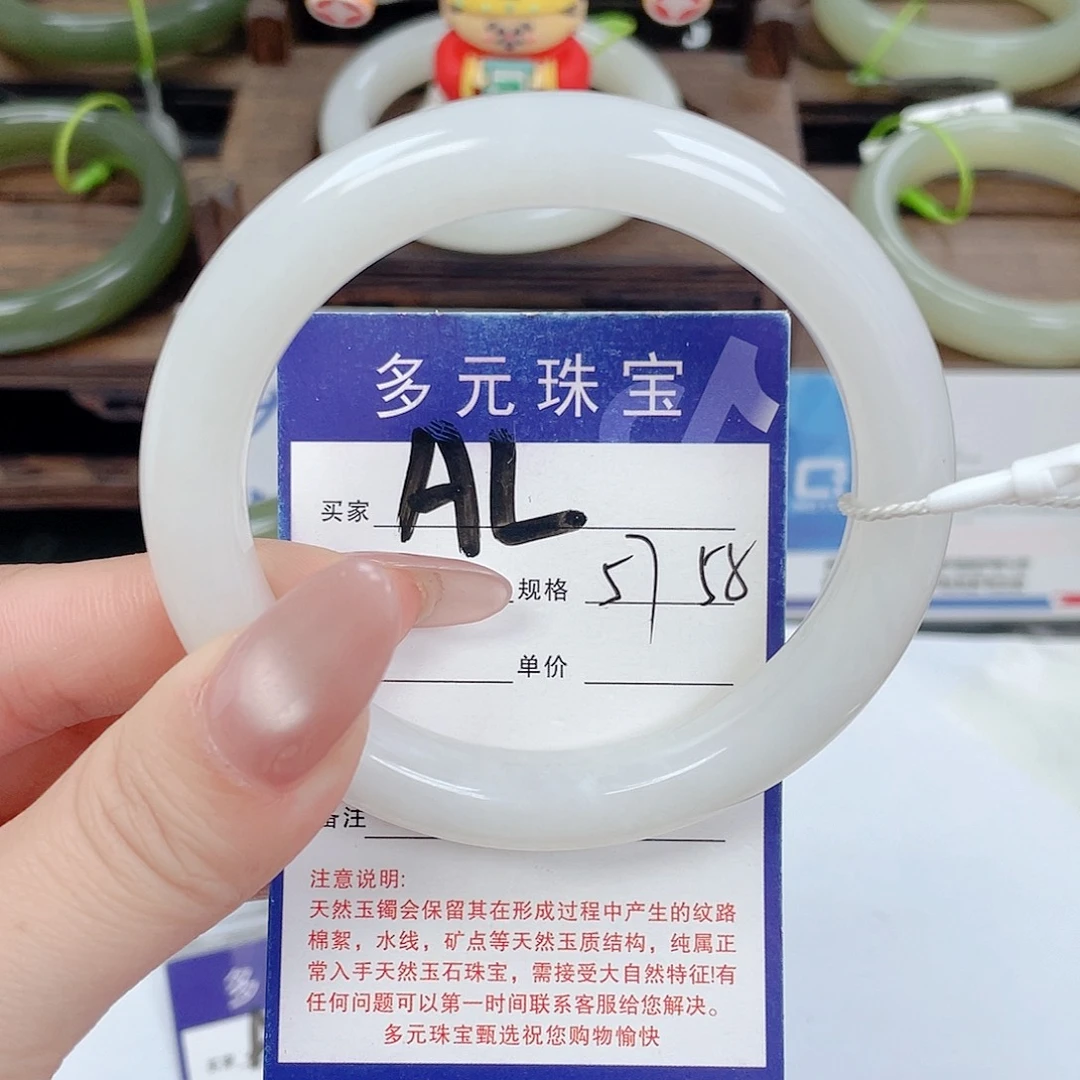 多元珠宝
买家 AL
规格 57 58
单价
备注
注意说明:
天然玉镯会保留其在形成过程中产生的纹路
棉絮，水线，矿点等天然玉质结构，纯属正
常入手天然玉石珠宝，需接受大自然特征!有
任何问题可以第一时间联系客服给您解决。
多元珠宝甄选祝您购物愉快
多